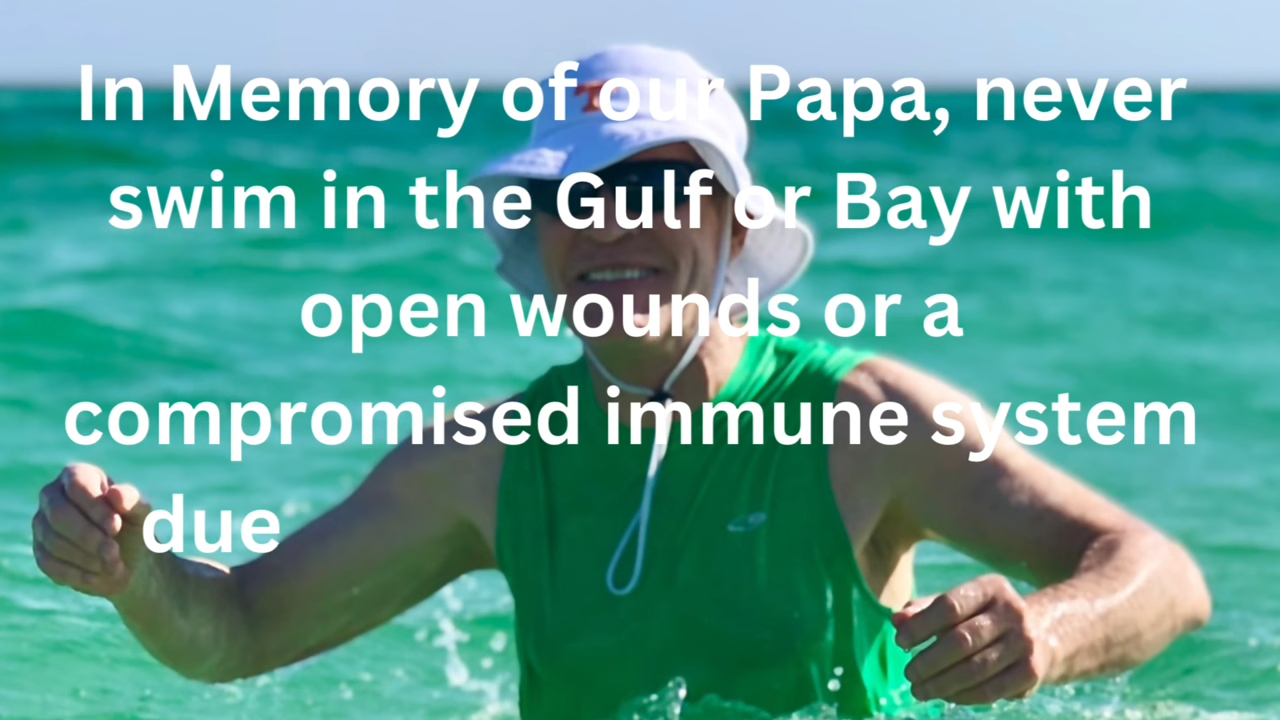 In Memory of our Papa, never
swim in the Gulf or Bay with
open wounds or a
compromised immune system
due